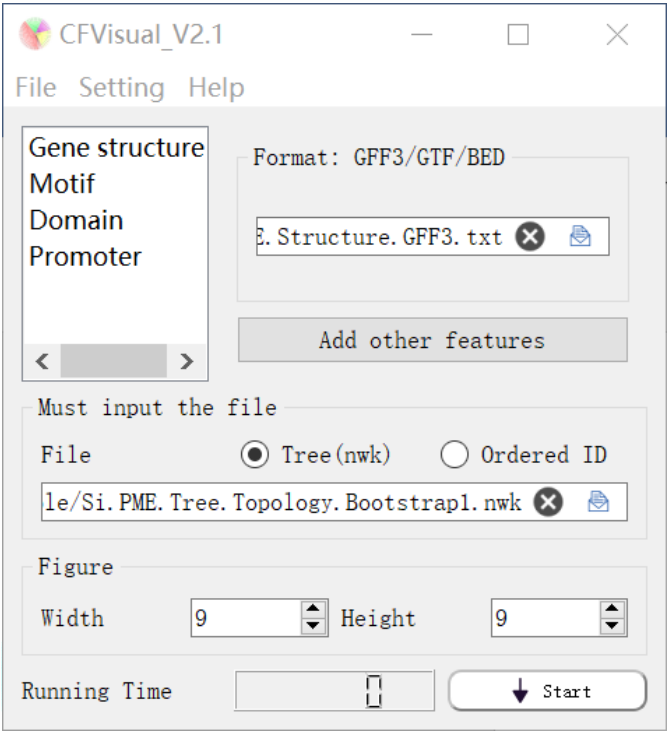 CFVisual_V2.1
File Setting Help
Gene structure
Motif
Domain
Promoter
Format: GFF3/GTF/BED
E.Structure.GFF3.txt
Add other features
Must input the file
File Tree(nwk) Ordered ID
le/Si.PME.Tree.Topology.Bootstrap1.nwk
Figure
Width 9 Height 9
Running Time 0 Start